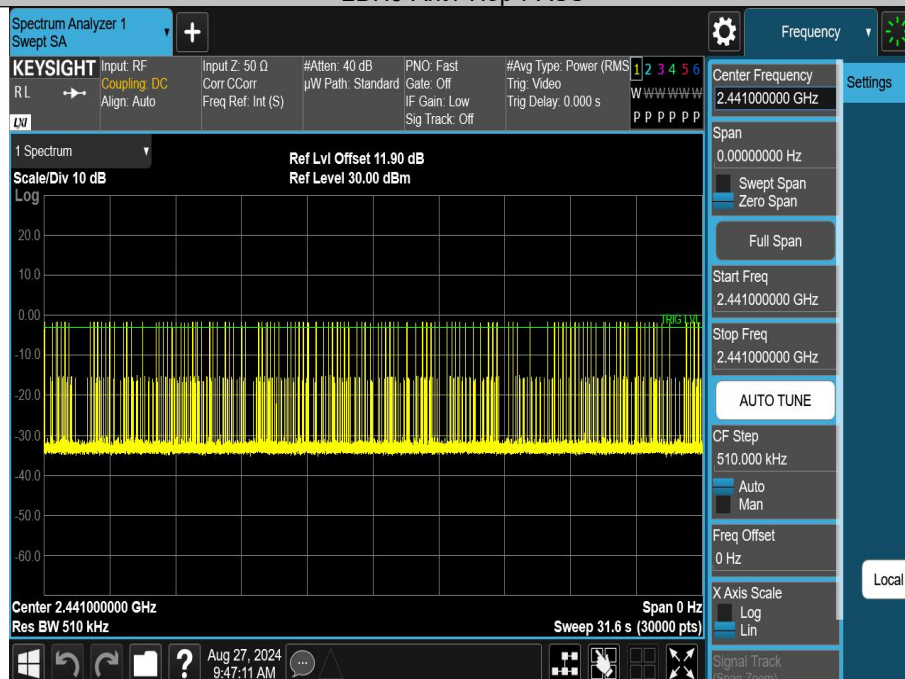 Spectrum Analyzer 1
Swept SA
Frequency
KEYSIGHT
RL
LXI
Input: RF
Coupling: DC
Align: Auto
Input Z: 50 Ω
Corr CCorr
Freq Ref: Int (S)
#Atten: 40 dB
µW Path: Standard
PNO: Fast
Gate: Off
IF Gain: Low
Sig Track: Off
#Avg Type: Power (RMS
Trig: Video
Trig Delay: 0.000 s
1 2 3 4 5 6
W W W W W W
P P P P P P
1 Spectrum
Scale/Div 10 dB
Ref Lvl Offset 11.90 dB
Ref Level 30.00 dBm
Log
20.0
10.0
0.00
TRIG LVL
-10.0
-20.0
-30.0
-40.0
-50.0
-60.0
Center 2.441000000 GHz
Res BW 510 kHz
Span 0 Hz
Sweep 31.6 s (30000 pts)
Aug 27, 2024
9:47:11 AM
Center Frequency
2.441000000 GHz
Settings
Span
0.00000000 Hz
Swept Span
Zero Span
Full Span
Start Freq
2.441000000 GHz
Stop Freq
2.441000000 GHz
AUTO TUNE
CF Step
510.000 kHz
Auto
Man
Freq Offset
0 Hz
Local
X Axis Scale
Log
Lin
Signal Track
(Span Zoom)